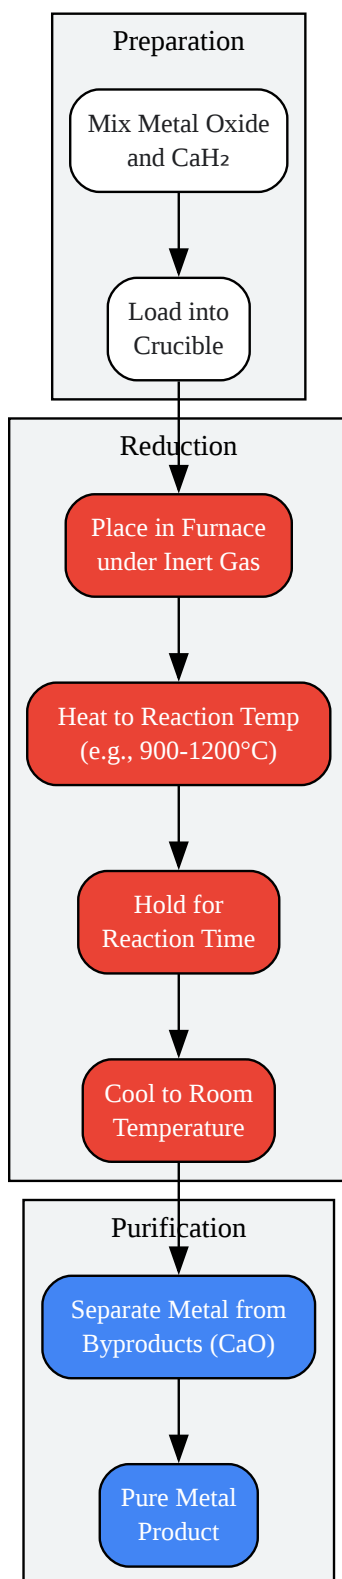 Preparation
Mix Metal Oxide
and CaH₂
Load into
Crucible
Reduction
Place in Furnace
under Inert Gas
Heat to Reaction Temp
(e.g., 900-1200°C)
Hold for
Reaction Time
Cool to Room
Temperature
Purification
Separate Metal from
Byproducts (CaO)
Pure Metal
Product